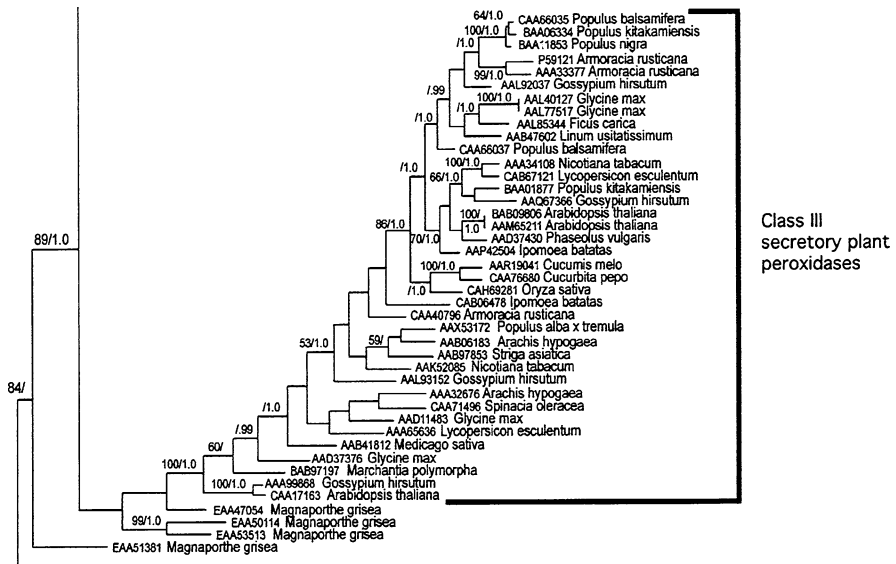 64/1.0
CAA66035 Populus balsamifera
100/1.0
BAA06334 Populus kitakamiensis
/1.0
BAA11853 Populus nigra
P59121 Armoracia rusticana
99/1.0
AAA33377 Armoracia rusticana
/.99
AAL92037 Gossypium hirsutum
100/1.0
AAL40127 Glycine max
/1.0
AAL77517 Glycine max
/1.0
AAL85344 Ficus carica
AAB47602 Linum usitatissimum
CAA66037 Populus balsamifera
/1.0
100/1.0
AAA34108 Nicotiana tabacum
66/1.0
CAB67121 Lycopersicon esculentum
BAA01877 Populus kitakamiensis
AAQ67366 Gossypium hirsutum
100/
1.0
BAB09806 Arabidopsis thaliana
86/1.0
AAM65211 Arabidopsis thaliana
70/1.0
AAD37430 Phaseolus vulgaris
AAP42504 Ipomoea batatas
100/1.0
AAR19041 Cucumis melo
CAA76680 Cucurbita pepo
/1.0
CAH69281 Oryza sativa
CAB06478 Ipomoea batatas
CAA40796 Armoracia rusticana
AAX53172 Populus alba x tremula
53/1.0
59/
AAB06183 Arachis hypogaea
AAB97853 Striga asiatica
AAK52085 Nicotiana tabacum
AAL93152 Gossypium hirsutum
AAA32676 Arachis hypogaea
/1.0
CAA71496 Spinacia oleracea
AAD11483 Glycine max
/.99
AAA65636 Lycopersicon esculentum
60/
AAB41812 Medicago sativa
AAD37376 Glycine max
100/1.0
BAB97197 Marchantia polymorpha
100/1.0
AAA99868 Gossypium hirsutum
CAA17163 Arabidopsis thaliana
EAA47054 Magnaporthe grisea
99/1.0
EAA50114 Magnaporthe grisea
EAA53513 Magnaporthe grisea
EAA51381 Magnaporthe grisea
89/1.0
84/
Class III
secretory plant
peroxidases